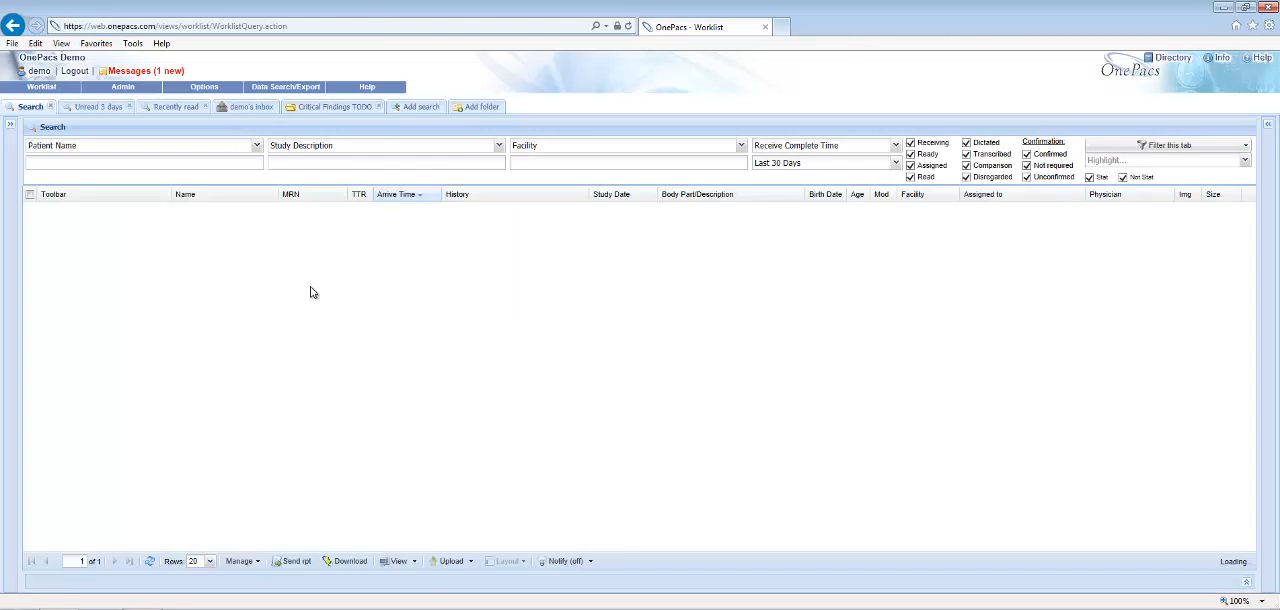 https://web.onepacs.com/views/worklist/WorklistQuery.action
OnePacs - Worklist
File Edit View Favorites Tools Help
OnePacs Demo
demo Logout Messages (1 new)
OnePacs
Directory Info Help
Worklist Admin Options Data Search/Export Help
Search Unread 3 days Recently read demo's Inbox Critical Findings TODO Add search Add folder
Search
Patient Name Study Description Facility Receive Complete Time
Last 30 Days
Receiving Dictated Confirmation: Filter this tab
Ready Transcribed Confirmed Highlight...
Assigned Comparison Not required
Read Disregarded Unconfirmed Stat Not Stat
Toolbar Name MRN TTR Arrive Time History Study Date Body Part/Description Birth Date Age Mod Facility Assigned to Physician Img Size
1 of 1 Rows: 20 Manage Send rpt Download View Upload Layout Notify (off) Loading
100%